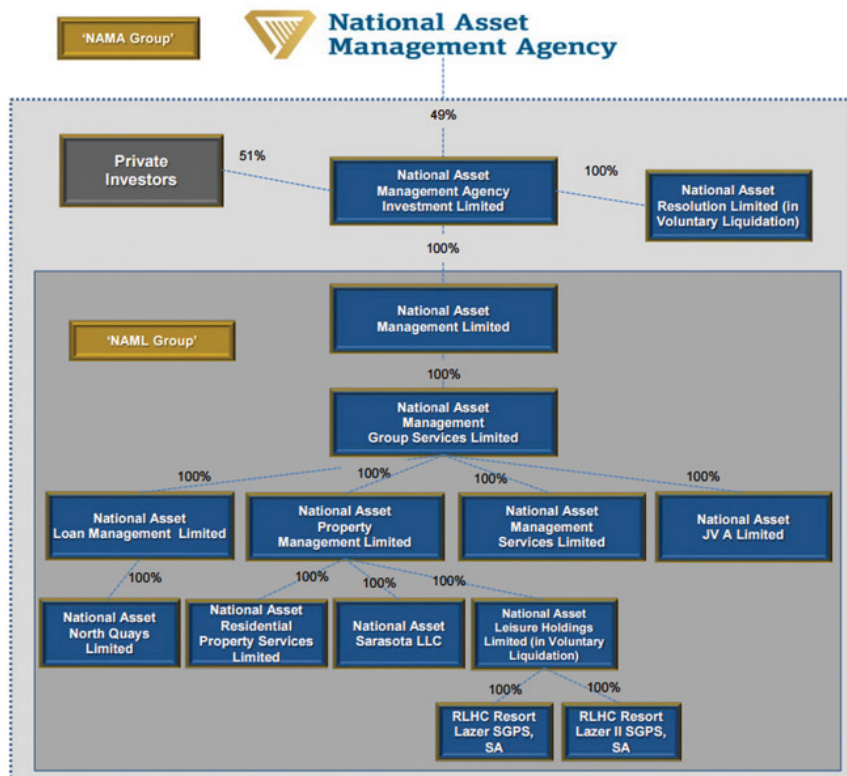 'NAMA Group'
National Asset
Management Agency
49%
Private
Investors
51%
National Asset
Management Agency
Investment Limited
100%
National Asset
Resolution Limited (in
Voluntary Liquidation)
100%
National Asset
Management Limited
'NAML Group'
100%
National Asset
Management
Group Services Limited
100%
100%
100%
100%
National Asset
Loan Management Limited
National Asset
Property
Management Limited
National Asset
Management
Services Limited
National Asset
JV A Limited
100%
100%
100%
100%
National Asset
North Quays
Limited
National Asset
Residential
Property Services
Limited
National Asset
Sarasota LLC
National Asset
Leisure Holdings
Limited (in Voluntary
Liquidation)
100%
100%
RLHC Resort
Lazer SGPS,
SA
RLHC Resort
Lazer II SGPS,
SA